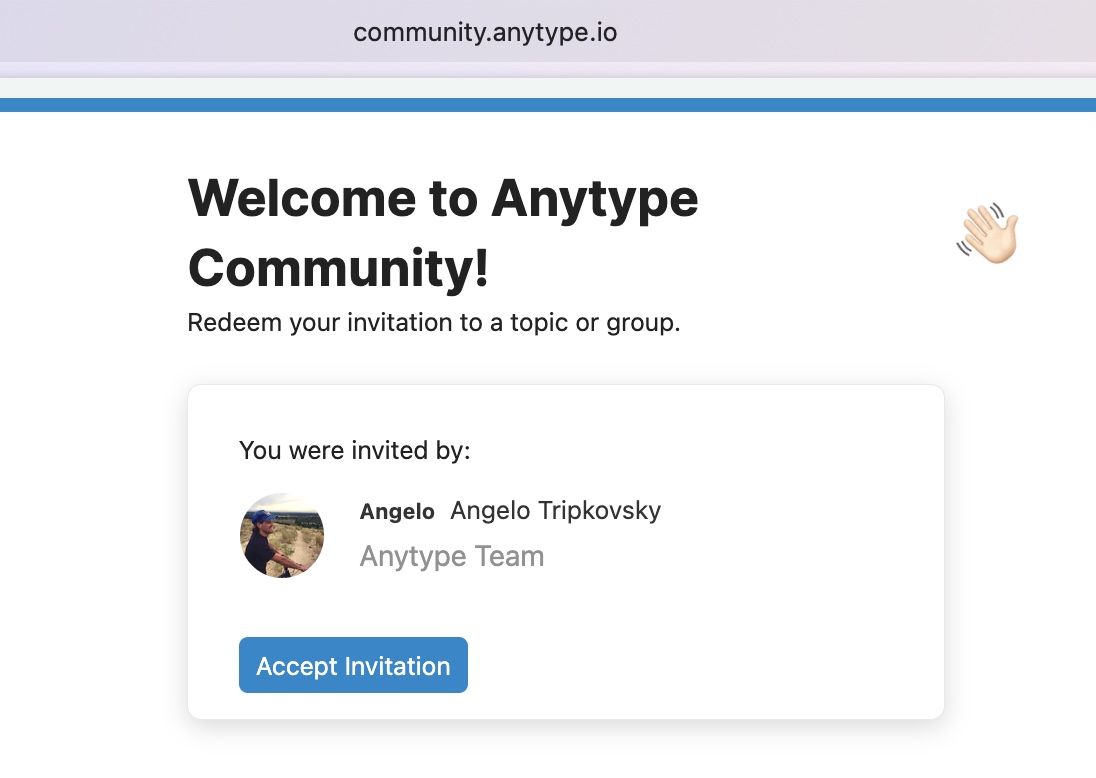 community.anytype.io
Welcome to Anytype
Community!
Redeem your invitation to a topic or group.
You were invited by:
Angelo Angelo Tripkovsky
Anytype Team
Accept Invitation